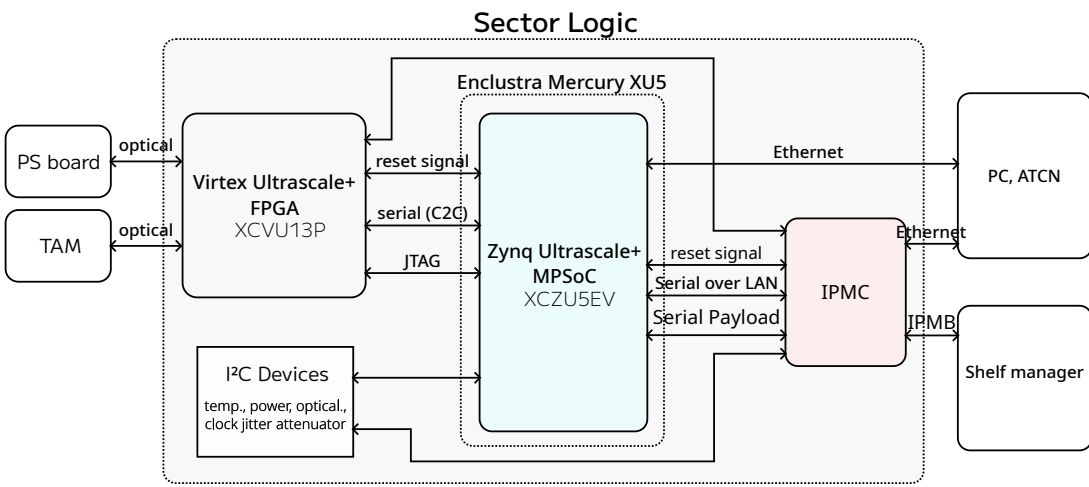 Sector Logic
Enclustra Mercury XU5
PS board
optical
TAM
optical
Virtex Ultrascale+
FPGA
XCVU13P
reset signal
serial (C2C)
JTAG
Zynq Ultrascale+
MPSoC
XCZU5EV
I²C Devices
temp., power, optical.,
clock jitter attenuator
Ethernet
reset signal
Serial over LAN
Serial Payload
IPMC
Ethernet
IPMB
PC, ATCN
Shelf manager